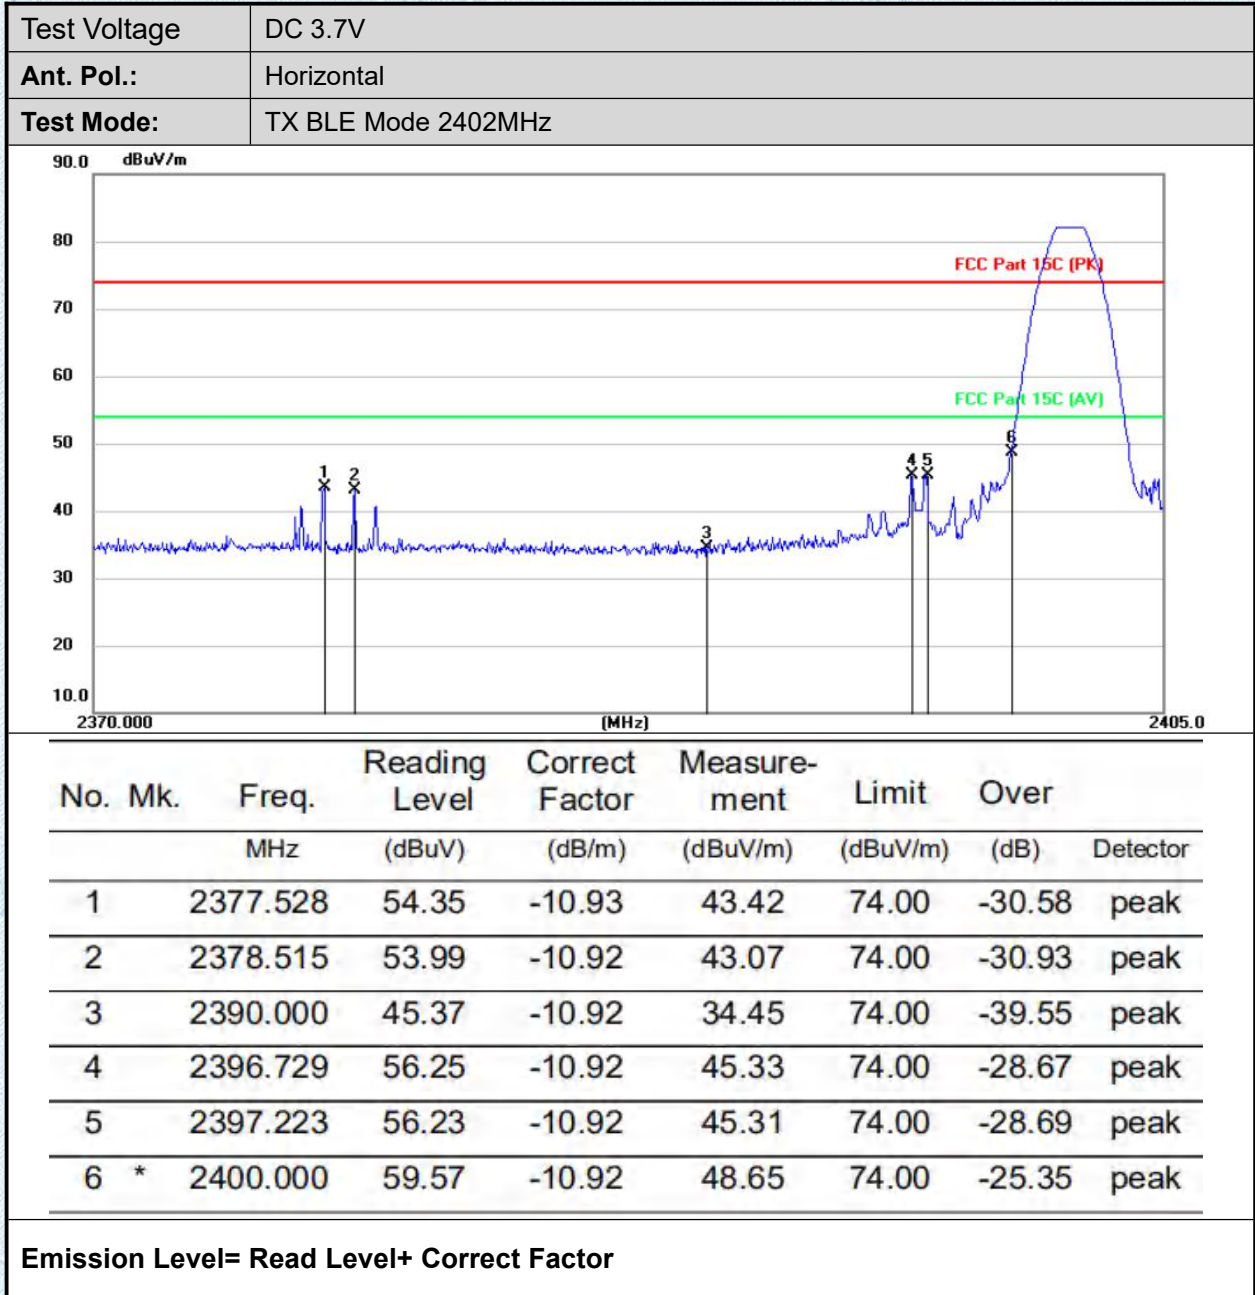 Test Voltage DC 3.7V
Ant. Pol.: Horizontal
Test Mode: TX BLE Mode 2402MHz
90.0 dBuV/m
80
FCC Part 15C (PK)
70
60
FCC Part 15C (AV)
50
6
4 5
1 2
40
3
30
20
10.0
2370.000 (MHz) 2405.0
No. Mk. Freq. Reading Level Correct Factor Measure-ment Limit Over
MHz (dBuV) (dB/m) (dBuV/m) (dBuV/m) (dB) Detector
1 2377.528 54.35 -10.93 43.42 74.00 -30.58 peak
2 2378.515 53.99 -10.92 43.07 74.00 -30.93 peak
3 2390.000 45.37 -10.92 34.45 74.00 -39.55 peak
4 2396.729 56.25 -10.92 45.33 74.00 -28.67 peak
5 2397.223 56.23 -10.92 45.31 74.00 -28.69 peak
6 * 2400.000 59.57 -10.92 48.65 74.00 -25.35 peak
Emission Level= Read Level+ Correct Factor